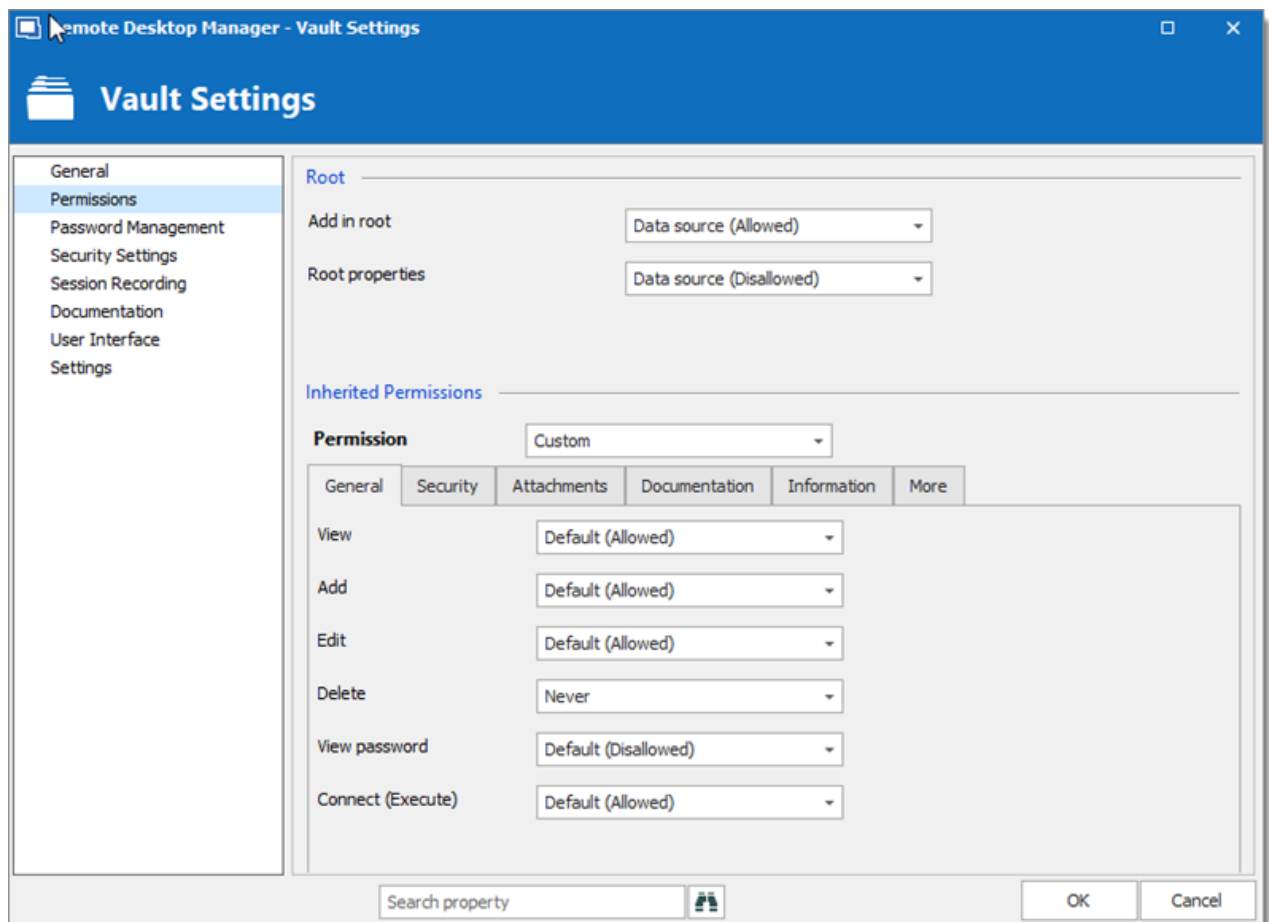 Remote Desktop Manager - Vault Settings
Vault Settings
General
Permissions
Password Management
Security Settings
Session Recording
Documentation
User Interface
Settings
Root
Add in root Data source (Allowed)
Root properties Data source (Disallowed)
Inherited Permissions
Permission Custom
General Security Attachments Documentation Information More
View Default (Allowed)
Add Default (Allowed)
Edit Default (Allowed)
Delete Never
View password Default (Disallowed)
Connect (Execute) Default (Allowed)
Search property OK Cancel